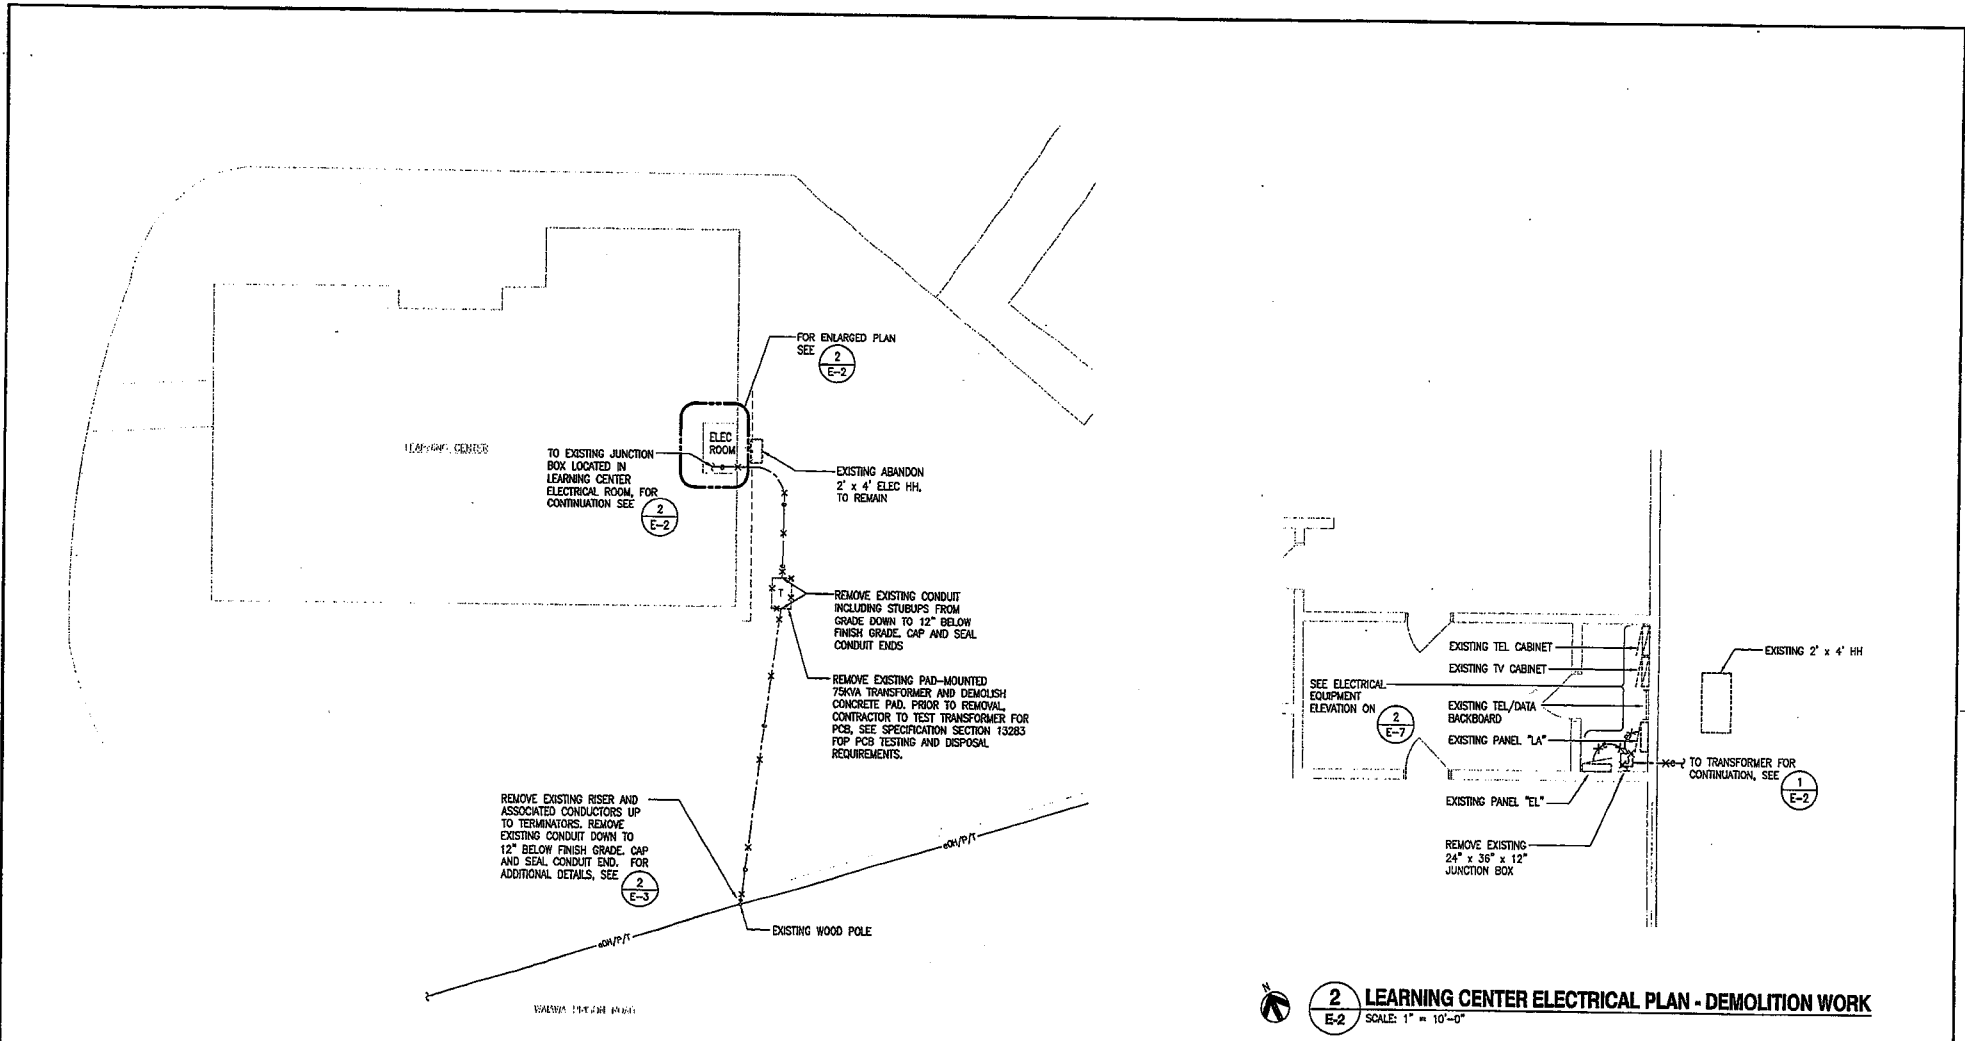 FOR ENLARGED PLAN
SEE
2
E-2
LEARNING CENTER
ELEC
ROOM
TO EXISTING JUNCTION
BOX LOCATED IN
LEARNING CENTER
ELECTRICAL ROOM, FOR
CONTINUATION SEE
2
E-2
EXISTING ABANDON
2' x 4' ELEC HH,
TO REMAIN
T
REMOVE EXISTING CONDUIT
INCLUDING STUBUPS FROM
GRADE DOWN TO 12" BELOW
FINISH GRADE. CAP AND SEAL
CONDUIT ENDS
REMOVE EXISTING PAD-MOUNTED
75KVA TRANSFORMER AND DEMOLISH
CONCRETE PAD. PRIOR TO REMOVAL,
CONTRACTOR TO TEST TRANSFORMER FOR
PCB, SEE SPECIFICATION SECTION 13283
FOP PCB TESTING AND DISPOSAL
REQUIREMENTS.
REMOVE EXISTING RISER AND
ASSOCIATED CONDUCTORS UP
TO TERMINATORS. REMOVE
EXISTING CONDUIT DOWN TO
12" BELOW FINISH GRADE. CAP
AND SEAL CONDUIT END. FOR
ADDITIONAL DETAILS, SEE
2
E-3
eOH/P/T
eOH/P/T
EXISTING WOOD POLE
ROAD
EXISTING TEL CABINET
EXISTING TV CABINET
SEE ELECTRICAL
EQUIPMENT
ELEVATION ON
2
E-7
EXISTING TEL/DATA
BACKBOARD
EXISTING PANEL "LA"
EXISTING PANEL "EL"
REMOVE EXISTING
24" x 36" x 12"
JUNCTION BOX
J
EXISTING 2' x 4' HH
TO TRANSFORMER FOR
CONTINUATION, SEE
1
E-2
N
2
E-2
LEARNING CENTER ELECTRICAL PLAN - DEMOLITION WORK
SCALE: 1" = 10'-0"